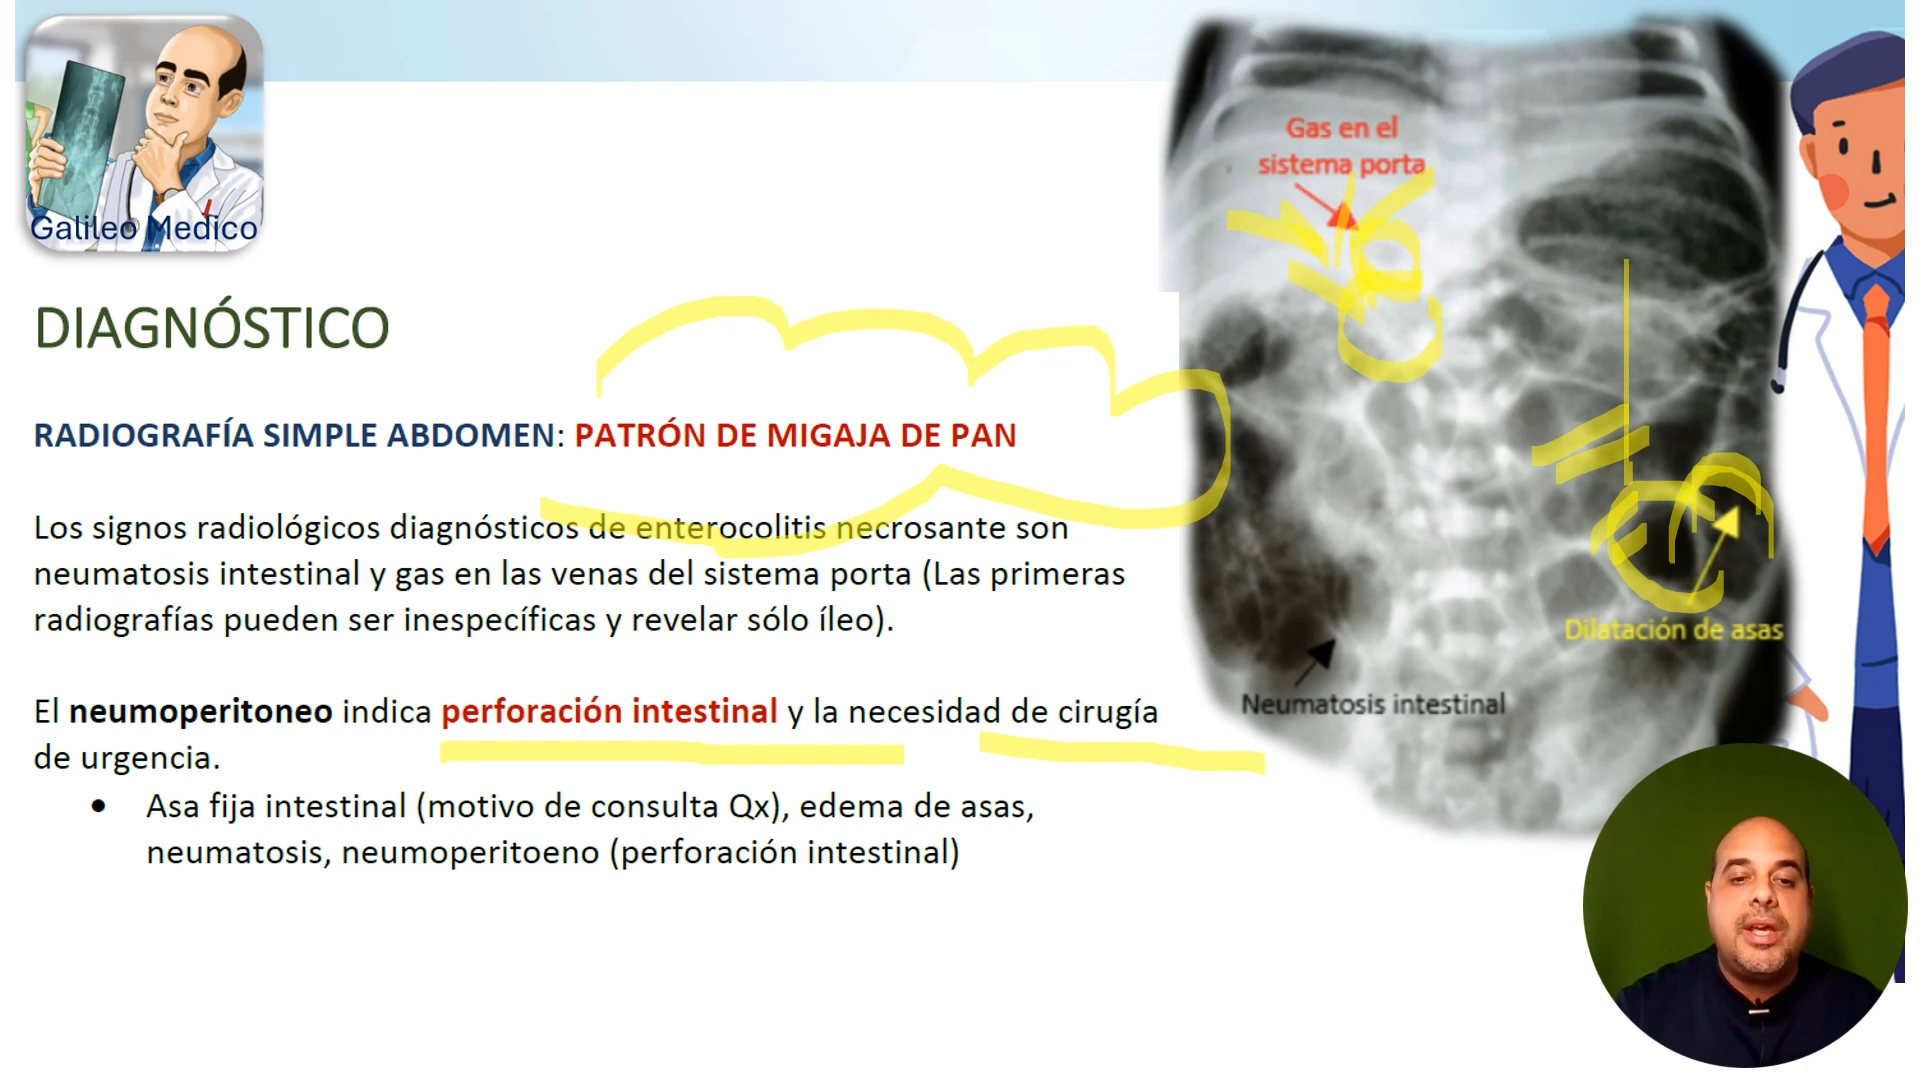 Galileo Medico
DIAGNÓSTICO
RADIOGRAFÍA SIMPLE ABDOMEN: PATRÓN DE MIGAJA DE PAN
Los signos radiológicos diagnósticos de enterocolitis necrosante son
neumatosis intestinal y gas en las venas del sistema porta (Las primeras
radiografías pueden ser inespecíficas y revelar sólo íleo).
El neumoperitoneo indica perforación intestinal y la necesidad de cirugía
de urgencia.
• Asa fija intestinal (motivo de consulta Qx), edema de asas,
neumatosis, neumoperitoeno (perforación intestinal)
Gas en el
sistema porta
Dilatación de asas
Neumatosis intestinal